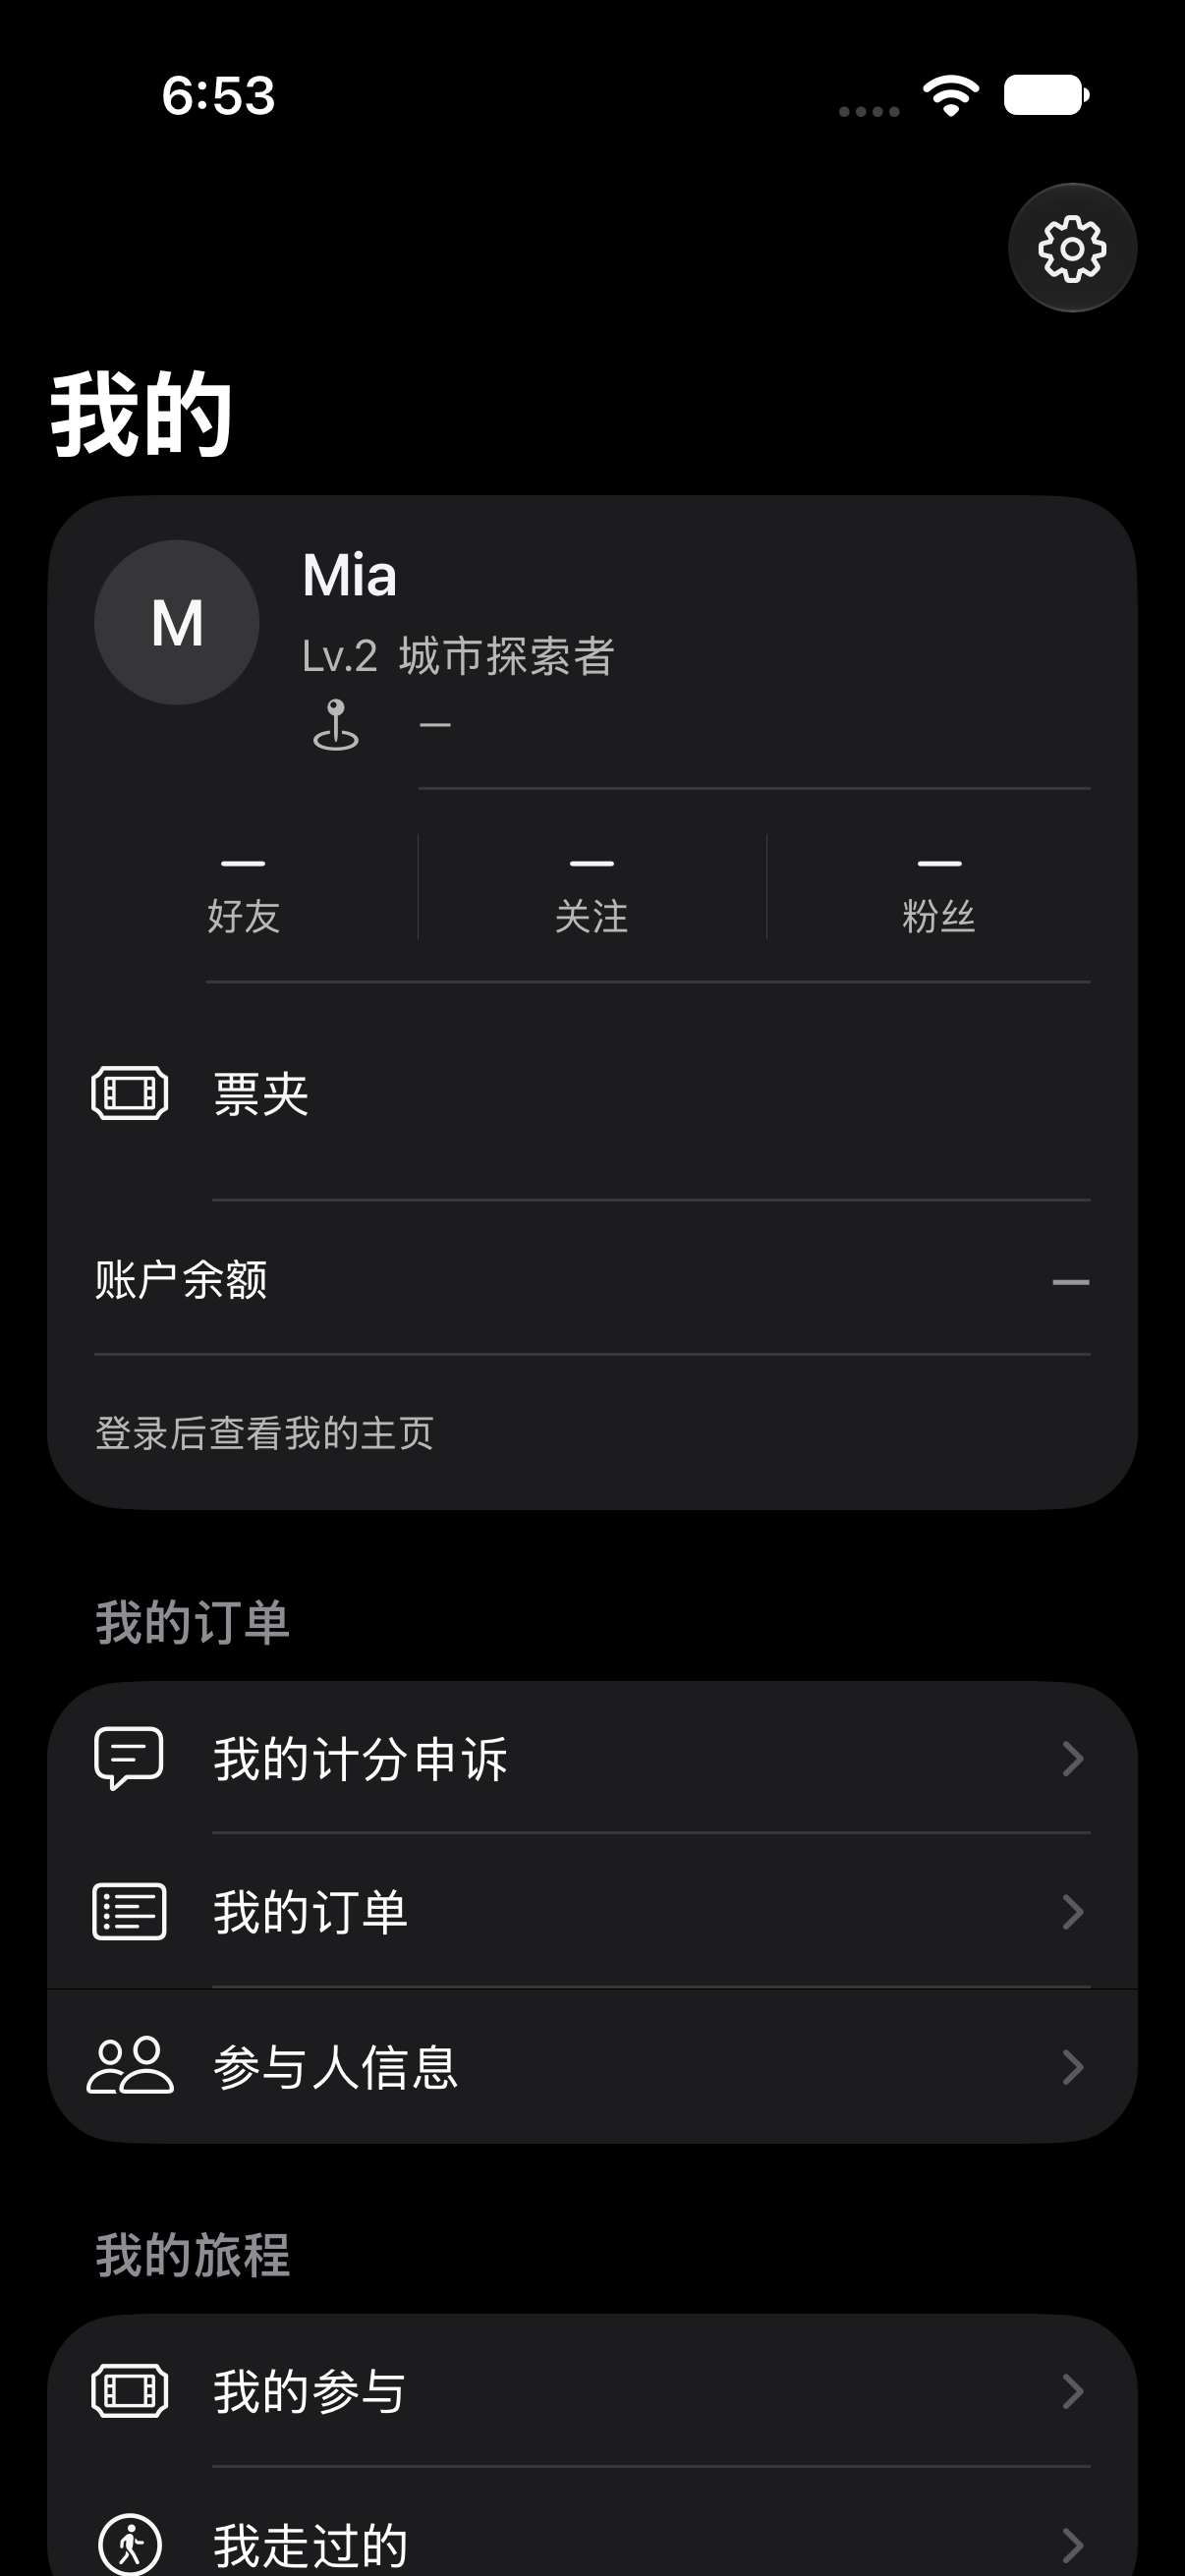 6:53
我的
M
Mia
Lv.2 城市探索者
—
— — —
好友 关注 粉丝
票夹
账户余额 —
登录后查看我的主页
我的订单
我的计分申诉
我的订单
参与人信息
我的旅程
我的参与
我走过的